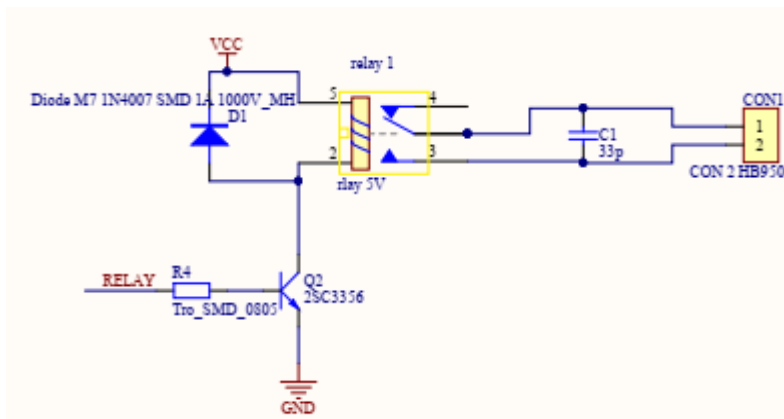 VCC
relay 1
Diode M7 1N4007 SMD 1A 1000V_MH
D1
5
4
CON1
1
2
C1
33p
2
3
rlay 5V
CON 2 HB950
RELAY
R4
Tro_SMD_0805
Q2
2SC3356
GND